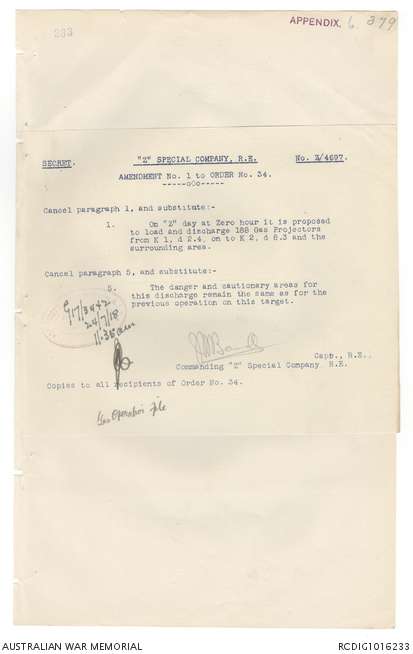 283
APPENDIX. 6. 379
SECRET. "Z" SPECIAL COMPANY, R.E. No. Z/4697.
AMENDMENT No. 1 to ORDER No. 34.
-----oOo-----
Cancel paragraph 1, and substitute:-
1. On "Z" day at Zero hour it is proposed
to load and discharge 188 Gas Projectors
from K 1, d 2.4, on to K 2, d 8.3 and the
surrounding area.
Cancel paragraph 5, and substitute:-
5. The danger and cautionary areas for
this discharge remain the same as for the
previous operation on this target.
G17/3442
24/7/18
11.35am
Capt., R.E.,
Commanding "Z" Special Company R.E.
Copies to all recipients of Order No. 34.
Gas Operation File
AUSTRALIAN WAR MEMORIAL RCDIG1016233